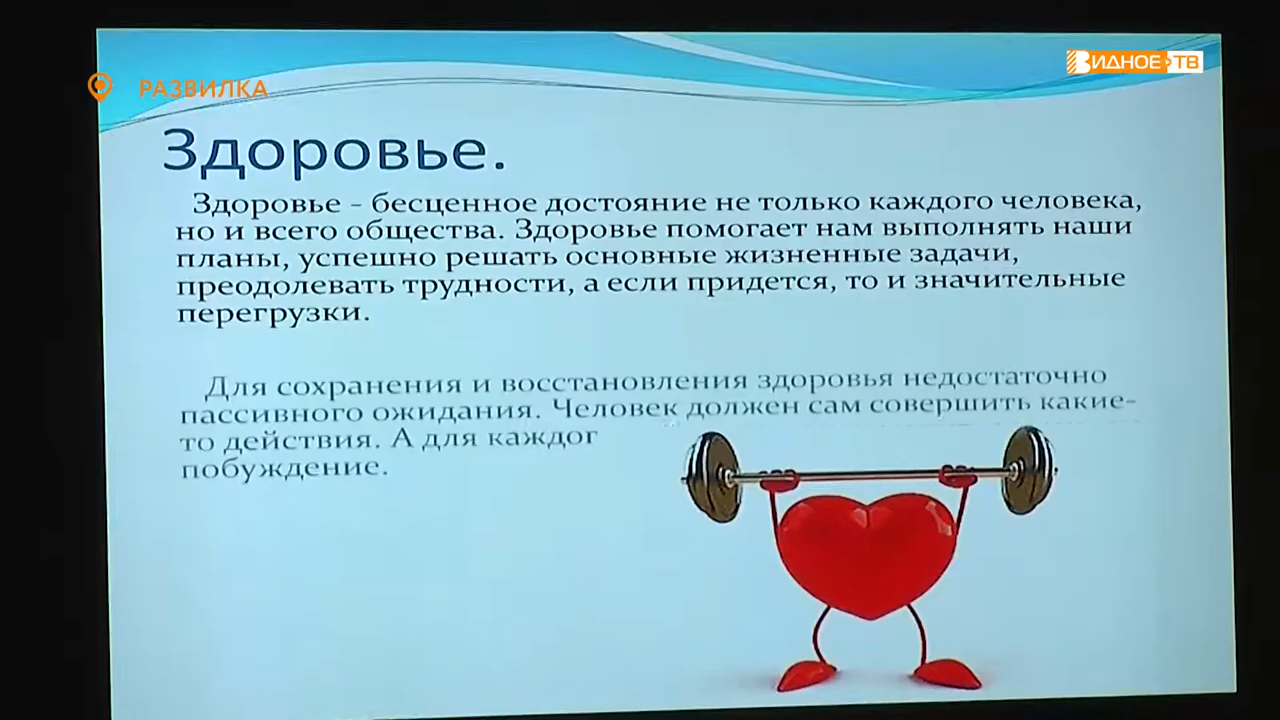 РАЗВИЛКА
ВИДНОЕ ТВ
Здоровье.
Здоровье - бесценное достояние не только каждого человека,
но и всего общества. Здоровье помогает нам выполнять наши
планы, успешно решать основные жизненные задачи,
преодолевать трудности, а если придется, то и значительные
перегрузки.
Для сохранения и восстановления здоровья недостаточно
пассивного ожидания. Человек должен сам совершить какие-
то действия. А для каждог
побуждение.